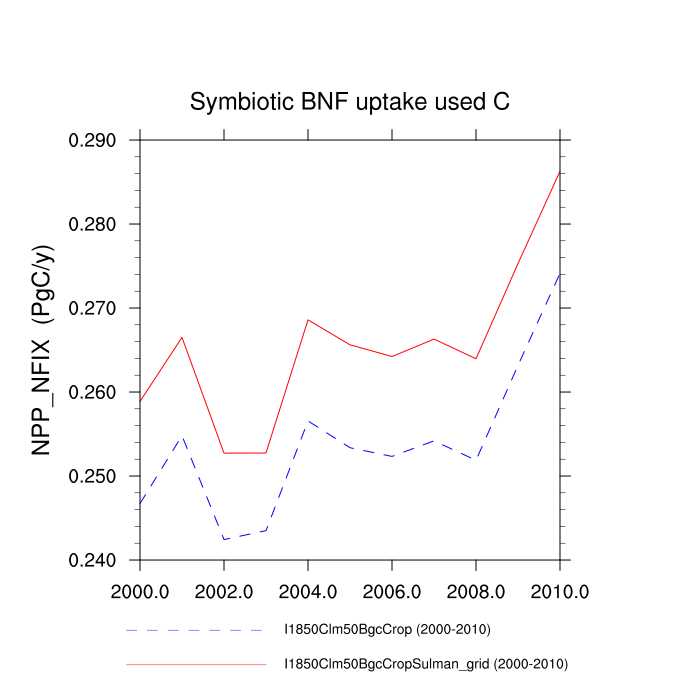 Symbiotic BNF uptake used C
NPP_NFIX (PgC/y)
0.290
0.280
0.270
0.260
0.250
0.240
2000.0 2002.0 2004.0 2006.0 2008.0 2010.0
I1850Clm50BgcCrop (2000-2010)
I1850Clm50BgcCropSulman_grid (2000-2010)